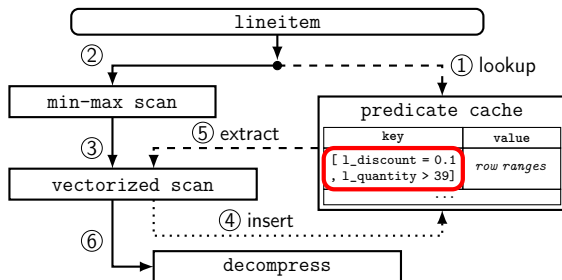 lineitem
②
① lookup
min-max scan
predicate cache
key value
③
⑤ extract
[ l_discount = 0.1
, l_quantity > 39]
row ranges
vectorized scan
...
④ insert
⑥
decompress